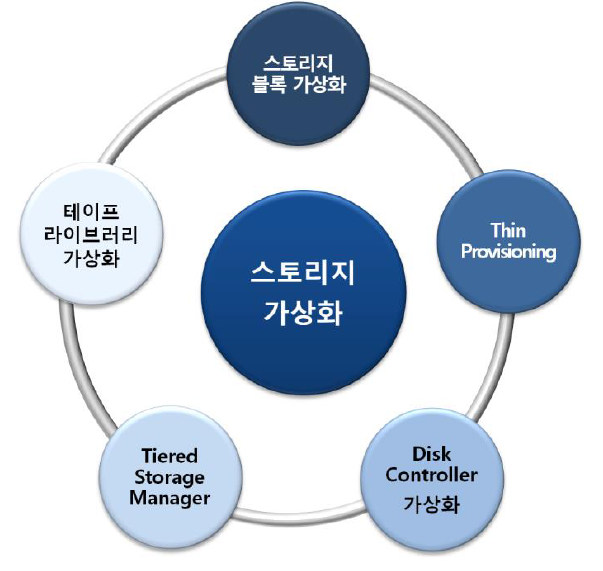 스토리지
블록 가상화
테이프
라이브러리
가상화
Thin
Provisioning
스토리지
가상화
Tiered
Storage
Manager
Disk
Controller
가상화